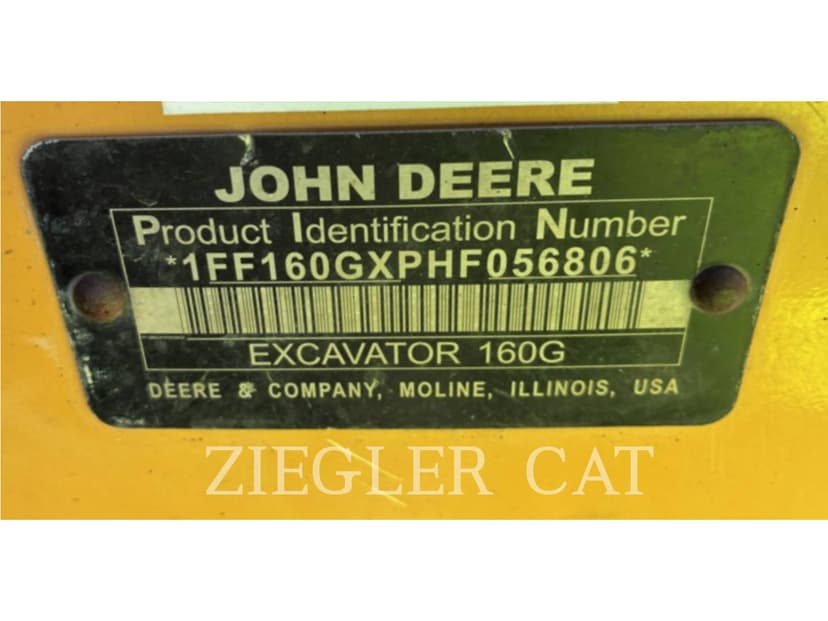 JOHN DEERE
Product Identification Number
*1FF160GXPHF056806*
EXCAVATOR 160G
DEERE & COMPANY, MOLINE, ILLINOIS, USA
ZIEGLER CAT